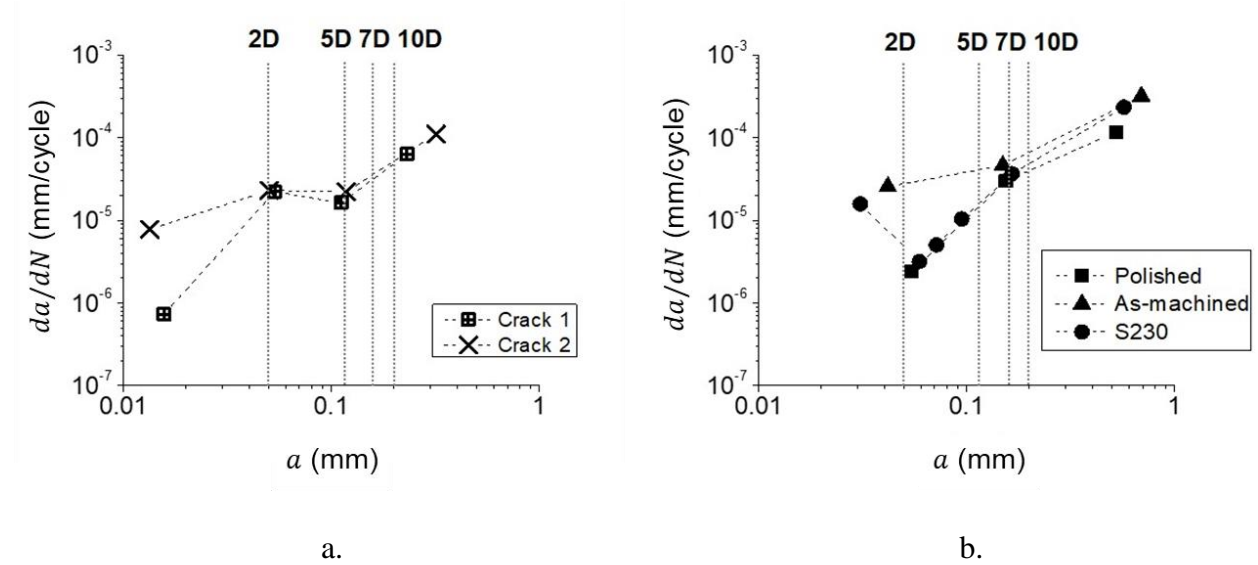 2D 5D 7D 10D
10⁻³
10⁻⁴
10⁻⁵
10⁻⁶
10⁻⁷
da/dN (mm/cycle)
0.01 0.1 1
a (mm)
Crack 1
Crack 2
a.
2D 5D 7D 10D
10⁻³
10⁻⁴
10⁻⁵
10⁻⁶
10⁻⁷
da/dN (mm/cycle)
0.01 0.1 1
a (mm)
Polished
As-machined
S230
b.